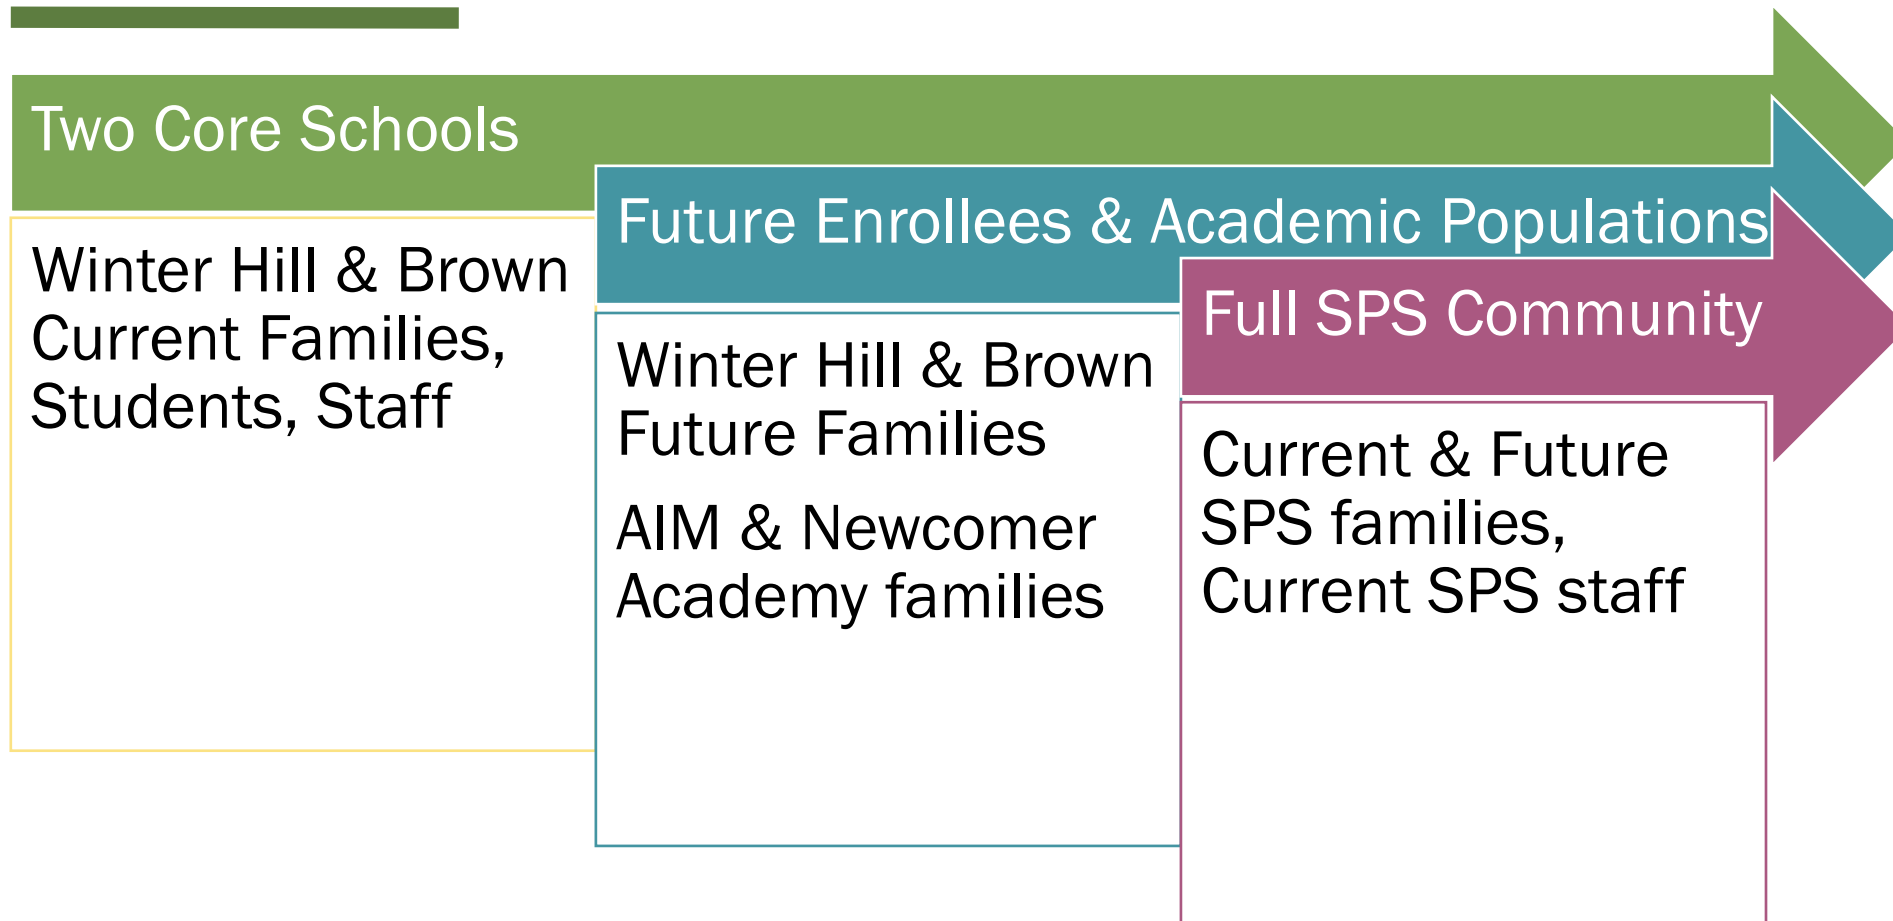 Two Core Schools
Winter Hill & Brown
Current Families,
Students, Staff
Future Enrollees & Academic Populations
Winter Hill & Brown
Future Families
AIM & Newcomer
Academy families
Full SPS Community
Current & Future
SPS families,
Current SPS staff